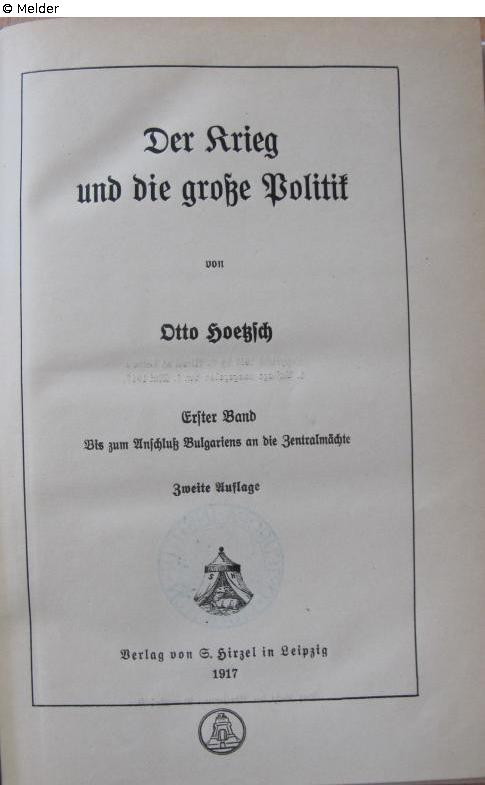 © Melder
Der Krieg
und die große Politik
von
Otto Hoetzsch
Erster Band
Bis zum Anschluß Bulgariens an die Zentralmächte
Zweite Auflage
S H
Verlag von S. Hirzel in Leipzig
1917